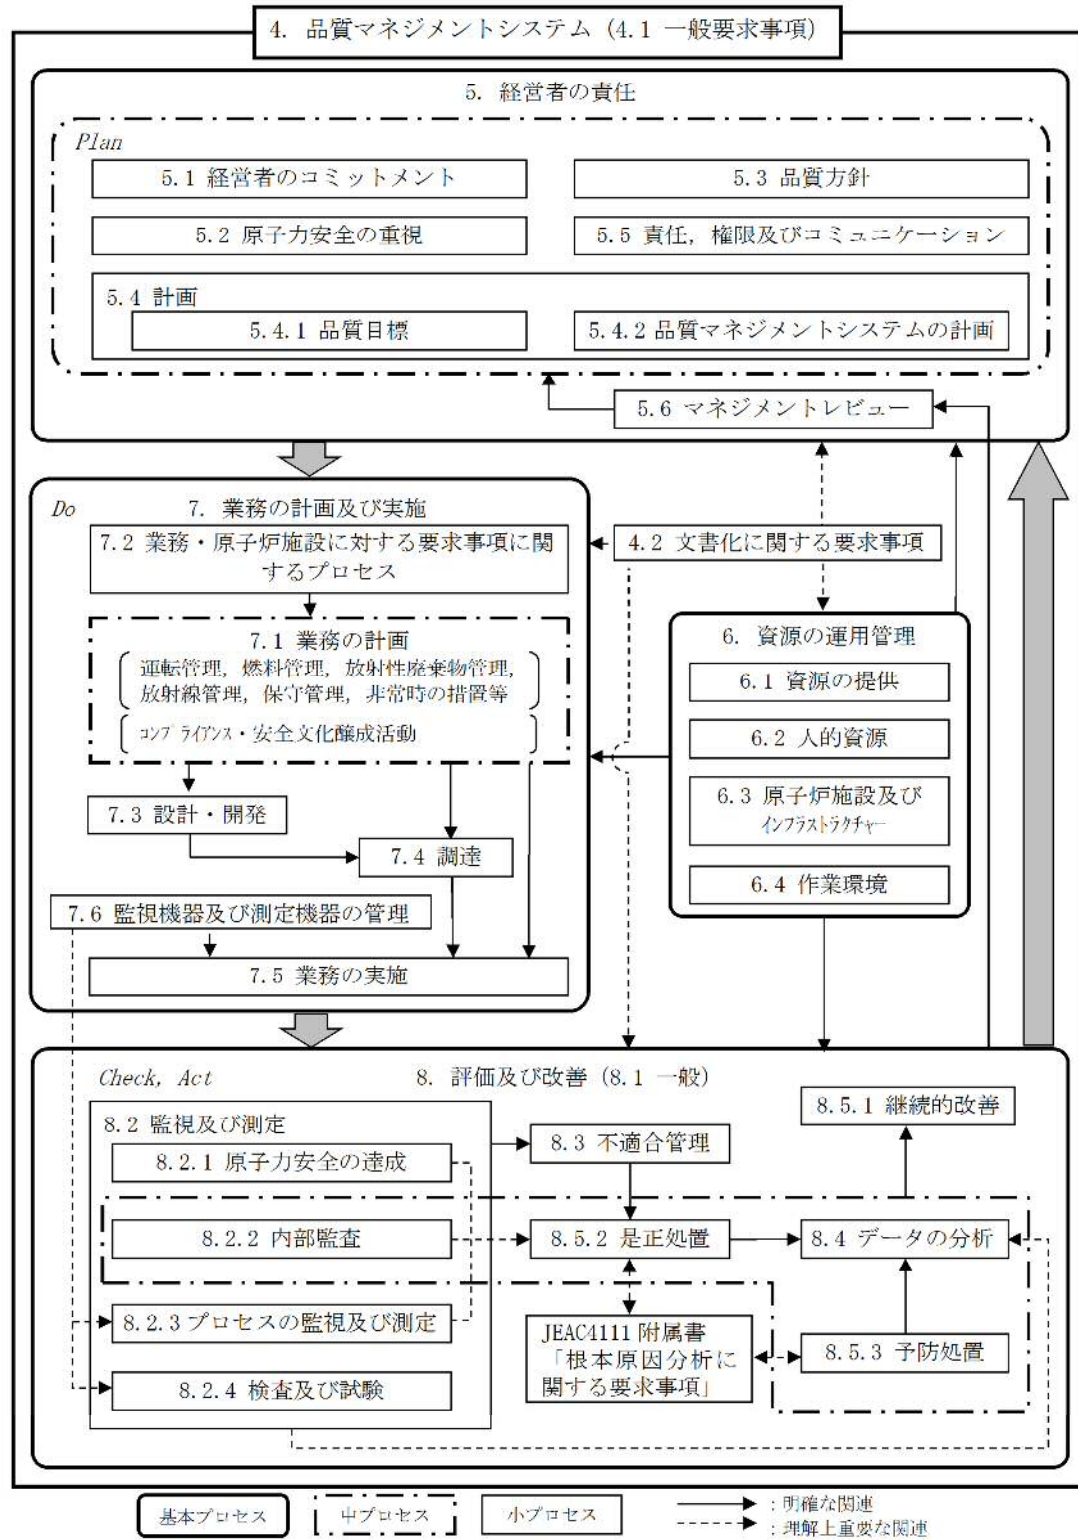 4. 品質マネジメントシステム (4.1 一般要求事項)
5. 経営者の責任
Plan
5.1 経営者のコミットメント
5.3 品質方針
5.2 原子力安全の重視
5.5 責任，権限及びコミュニケーション
5.4 計画
5.4.1 品質目標
5.4.2 品質マネジメントシステムの計画
5.6 マネジメントレビュー
Do
7. 業務の計画及び実施
7.2 業務・原子炉施設に対する要求事項に関
するプロセス
4.2 文書化に関する要求事項
7.1 業務の計画
運転管理，燃料管理，放射性廃棄物管理，
放射線管理，保守管理，非常時の措置等
コンプライアンス・安全文化醸成活動
6. 資源の運用管理
6.1 資源の提供
6.2 人的資源
6.3 原子炉施設及び
インフラストラクチャー
6.4 作業環境
7.3 設計・開発
7.4 調達
7.6 監視機器及び測定機器の管理
7.5 業務の実施
Check, Act
8. 評価及び改善 (8.1 一般)
8.2 監視及び測定
8.2.1 原子力安全の達成
8.2.2 内部監査
8.2.3 プロセスの監視及び測定
8.2.4 検査及び試験
8.3 不適合管理
8.5.1 継続的改善
8.5.2 是正処置
8.4 データの分析
JEAC4111 附属書
「根本原因分析に
関する要求事項」
8.5.3 予防処置
基本プロセス
中プロセス
小プロセス
：明確な関連
：理解上重要な関連